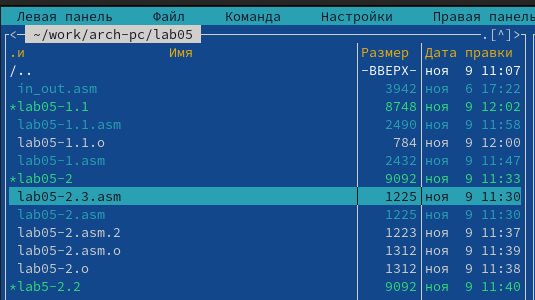 Левая панель Файл Команда Настройки Правая панель
<─ ~/work/arch-pc/lab05 .[^]>
.и Имя Размер Дата правки
/.. -ВВЕРХ- ноя 9 11:07
in_out.asm 3942 ноя 6 17:22
*lab05-1.1 8748 ноя 9 12:02
lab05-1.1.asm 2490 ноя 9 11:58
lab05-1.1.o 784 ноя 9 12:00
lab05-1.asm 2432 ноя 9 11:47
*lab05-2 9092 ноя 9 11:33
lab05-2.3.asm 1225 ноя 9 11:30
lab05-2.asm 1225 ноя 9 11:30
lab05-2.asm.2 1223 ноя 9 11:37
lab05-2.asm.o 1312 ноя 9 11:39
lab05-2.o 1312 ноя 9 11:38
*lab5-2.2 9092 ноя 9 11:40